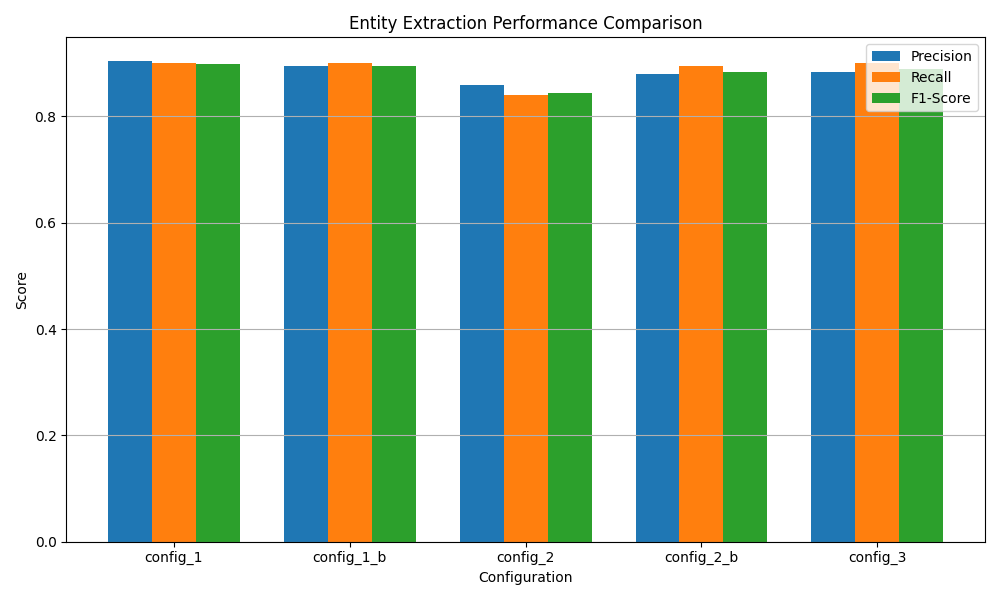 Entity Extraction Performance Comparison
Precision
Recall
F1-Score
Score
0.8
0.6
0.4
0.2
0.0
config_1 config_1_b config_2 config_2_b config_3
Configuration